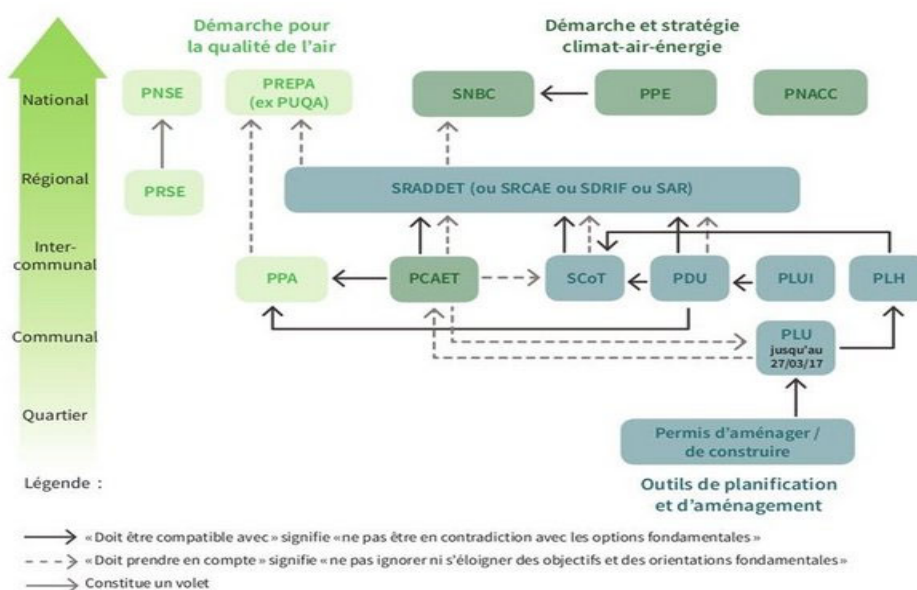 Démarche pour
la qualité de l'air
Démarche et stratégie
climat-air-énergie
National
PNSE
PREPA
(ex PUQA)
SNBC
PPE
PNACC
Régional
PRSE
SRADDET (ou SRCAE ou SDRIF ou SAR)
Inter-
communal
PPA
PCAET
SCoT
PDU
PLUI
PLH
Communal
PLU
jusqu'au
27/03/17
Quartier
Permis d'aménager /
de construire
Outils de planification
et d'aménagement
Légende :
« Doit être compatible avec » signifie « ne pas être en contradiction avec les options fondamentales »
« Doit prendre en compte » signifie « ne pas ignorer ni s'éloigner des objectifs et des orientations fondamentales »
Constitue un volet